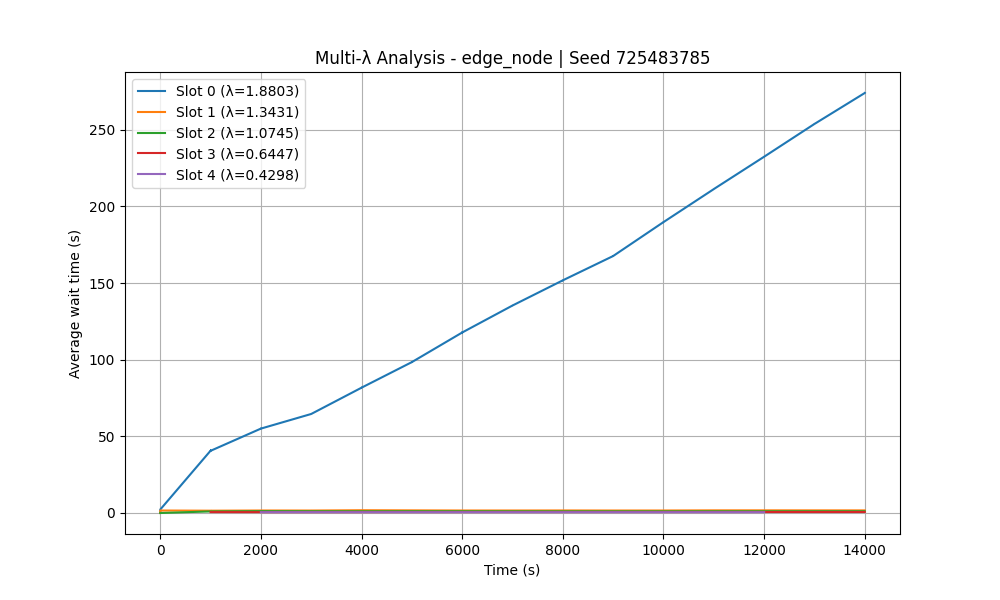 Multi-λ Analysis - edge_node | Seed 725483785
Slot 0 (λ=1.8803)
Slot 1 (λ=1.3431)
Slot 2 (λ=1.0745)
Slot 3 (λ=0.6447)
Slot 4 (λ=0.4298)
Average wait time (s)
250
200
150
100
50
0
0 2000 4000 6000 8000 10000 12000 14000
Time (s)